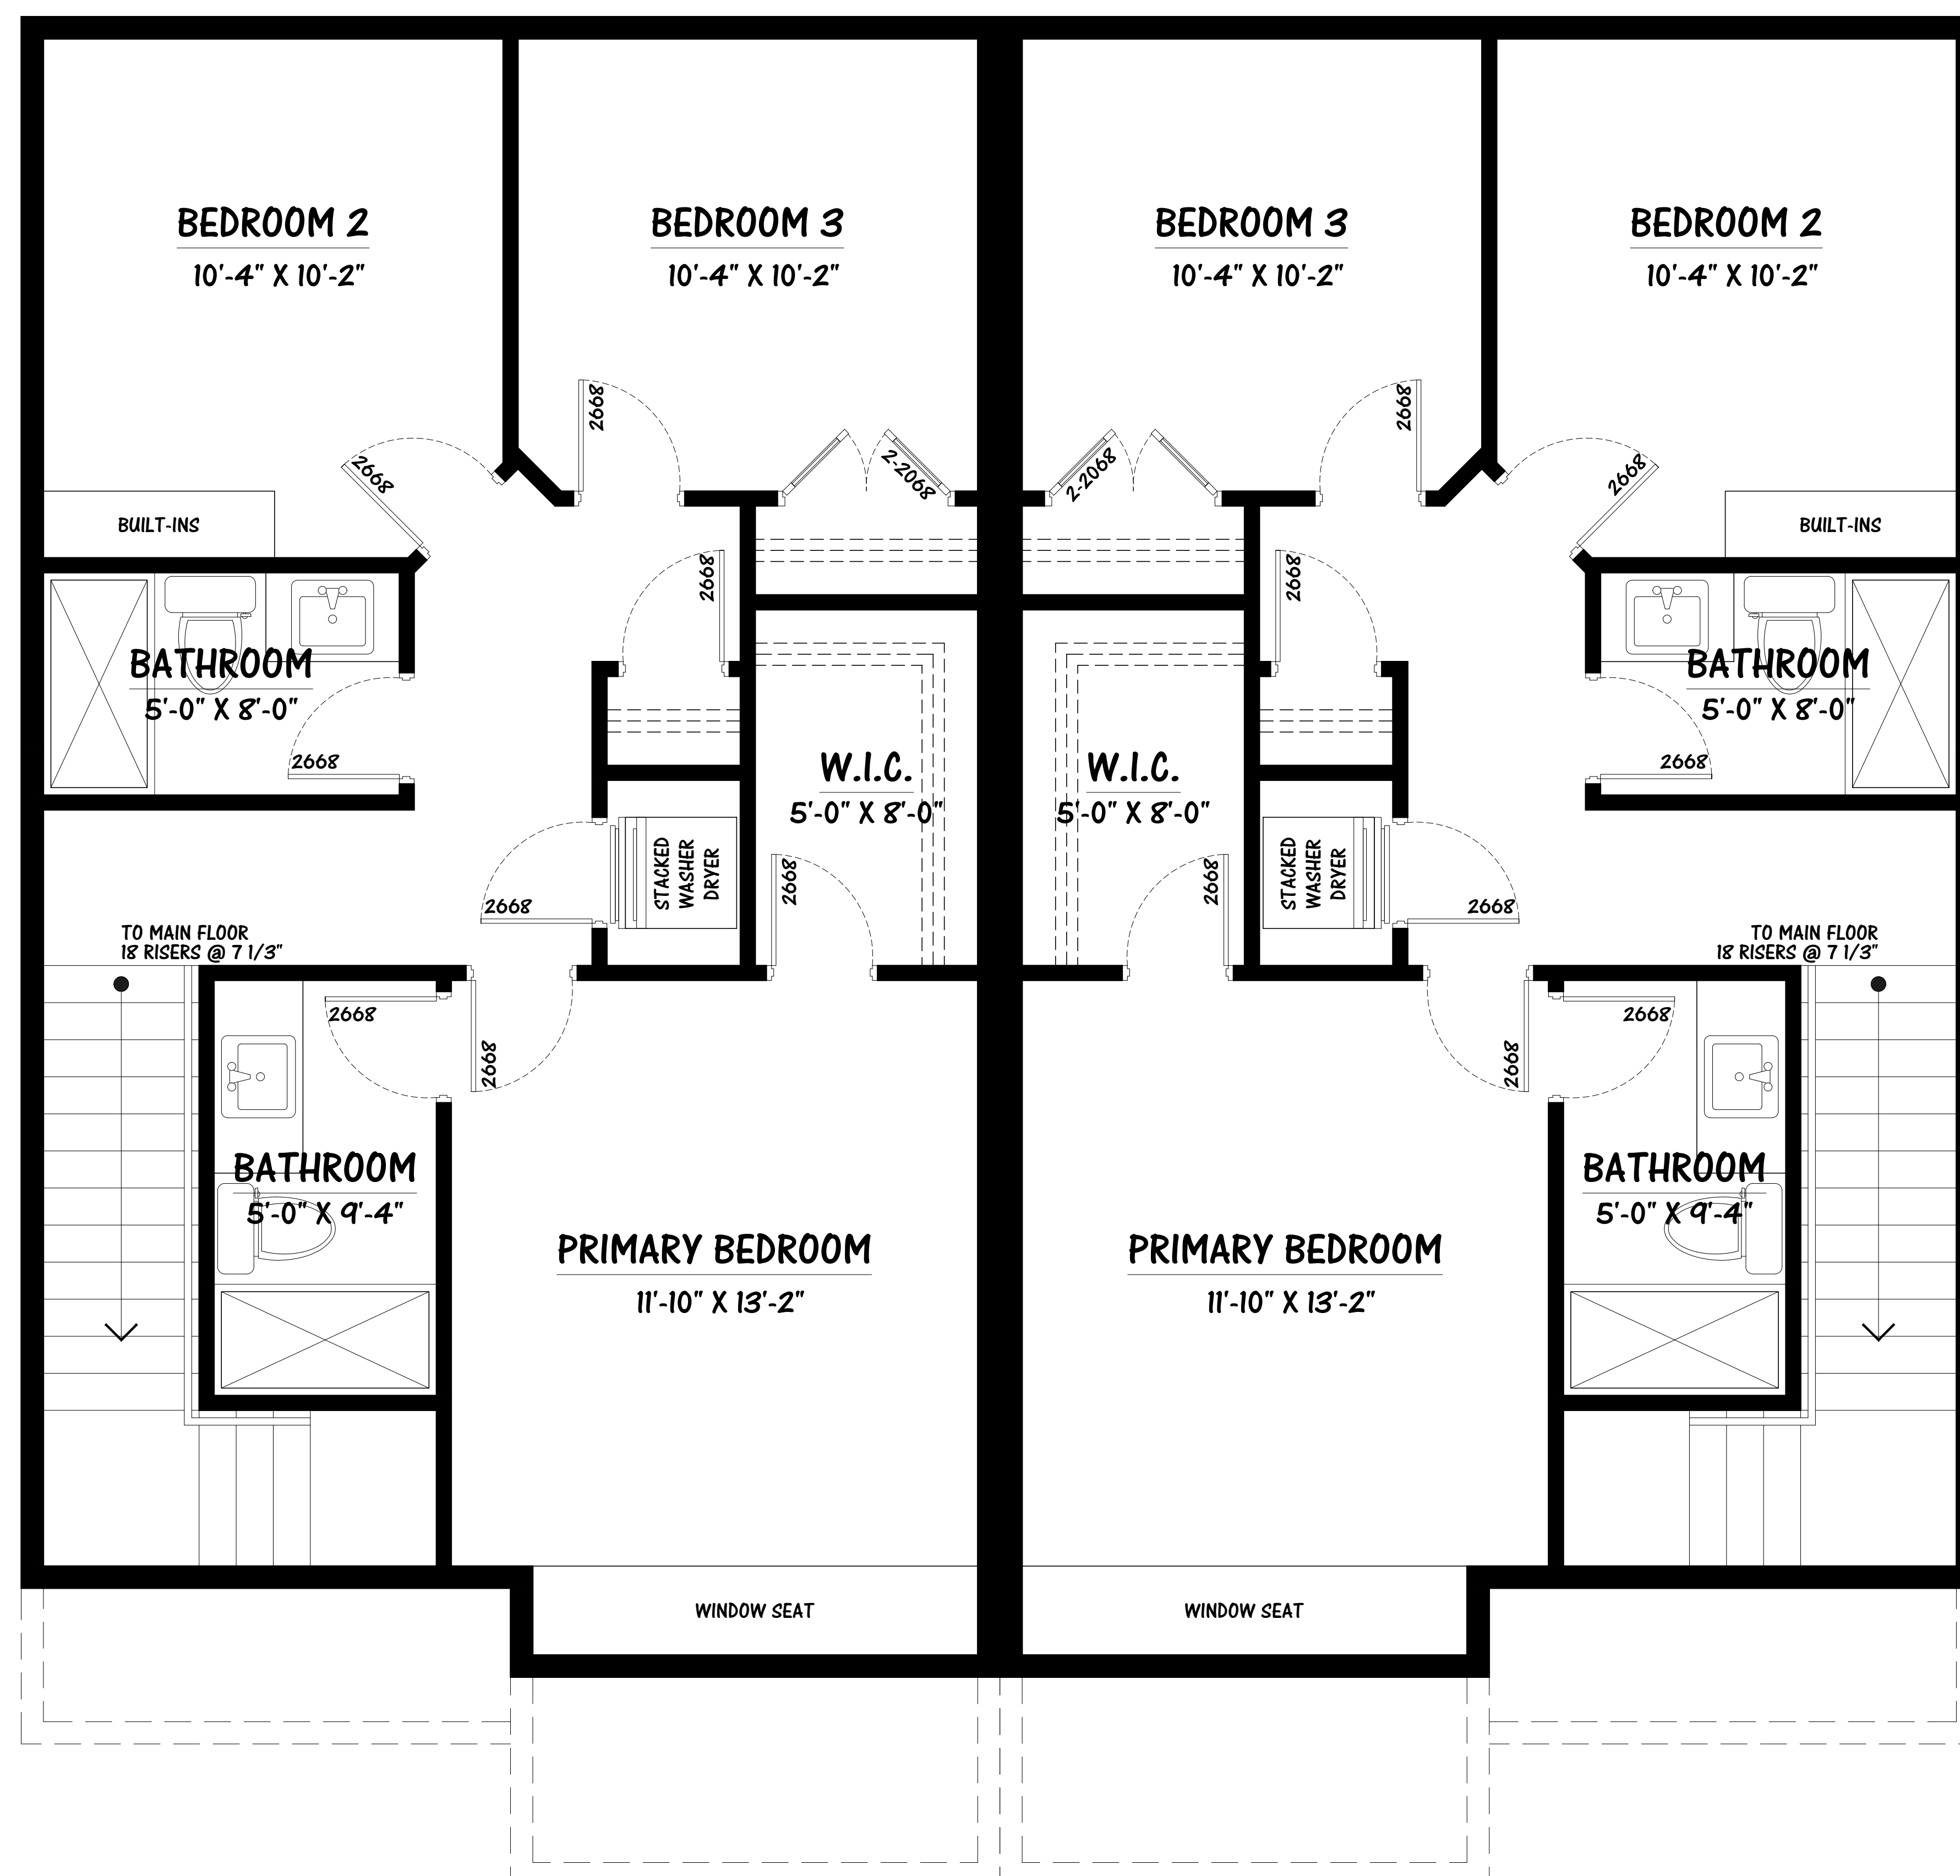 BEDROOM 2
10'-4" X 10'-2"
BEDROOM 3
10'-4" X 10'-2"
BEDROOM 3
10'-4" X 10'-2"
BEDROOM 2
10'-4" X 10'-2"
2668
2668
2668
2-2068
2-2068
2668
BUILT-INS
BUILT-INS
2668
2668
BATHROOM
5'-0" X 8'-0"
BATHROOM
5'-0" X 8'-0"
2668
2668
W.I.C.
5'-0" X 8'-0"
W.I.C.
5'-0" X 8'-0"
STACKED
WASHER
DRYER
2668
2668
STACKED
WASHER
DRYER
2668
2668
TO MAIN FLOOR
18 RISERS @ 7 1/3"
TO MAIN FLOOR
18 RISERS @ 7 1/3"
2668
2668
2668
2668
BATHROOM
5'-0" X 9'-4"
BATHROOM
5'-0" X 9'-4"
PRIMARY BEDROOM
11'-10" X 13'-2"
PRIMARY BEDROOM
11'-10" X 13'-2"
WINDOW SEAT
WINDOW SEAT